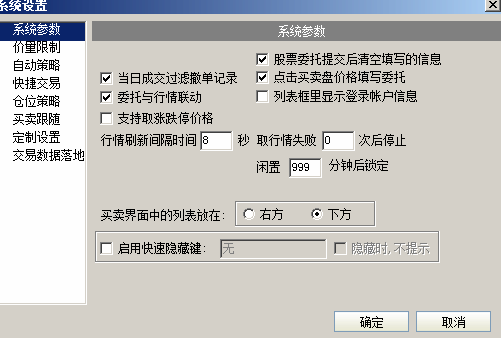 系统设置
系统参数
价量限制
自动策略
快捷交易
仓位策略
买卖跟随
定制设置
交易数据落地
系统参数
股票委托提交后清空填写的信息
当日成交过滤撤单记录
点击买卖盘价格填写委托
委托与行情联动
列表框里显示登录帐户信息
支持取涨跌停价格
行情刷新间隔时间 8 秒 取行情失败 0 次后停止
闲置 999 分钟后锁定
买卖界面中的列表放在: 右方 下方
启用快速隐藏键: 无 隐藏时,不提示
确定 取消